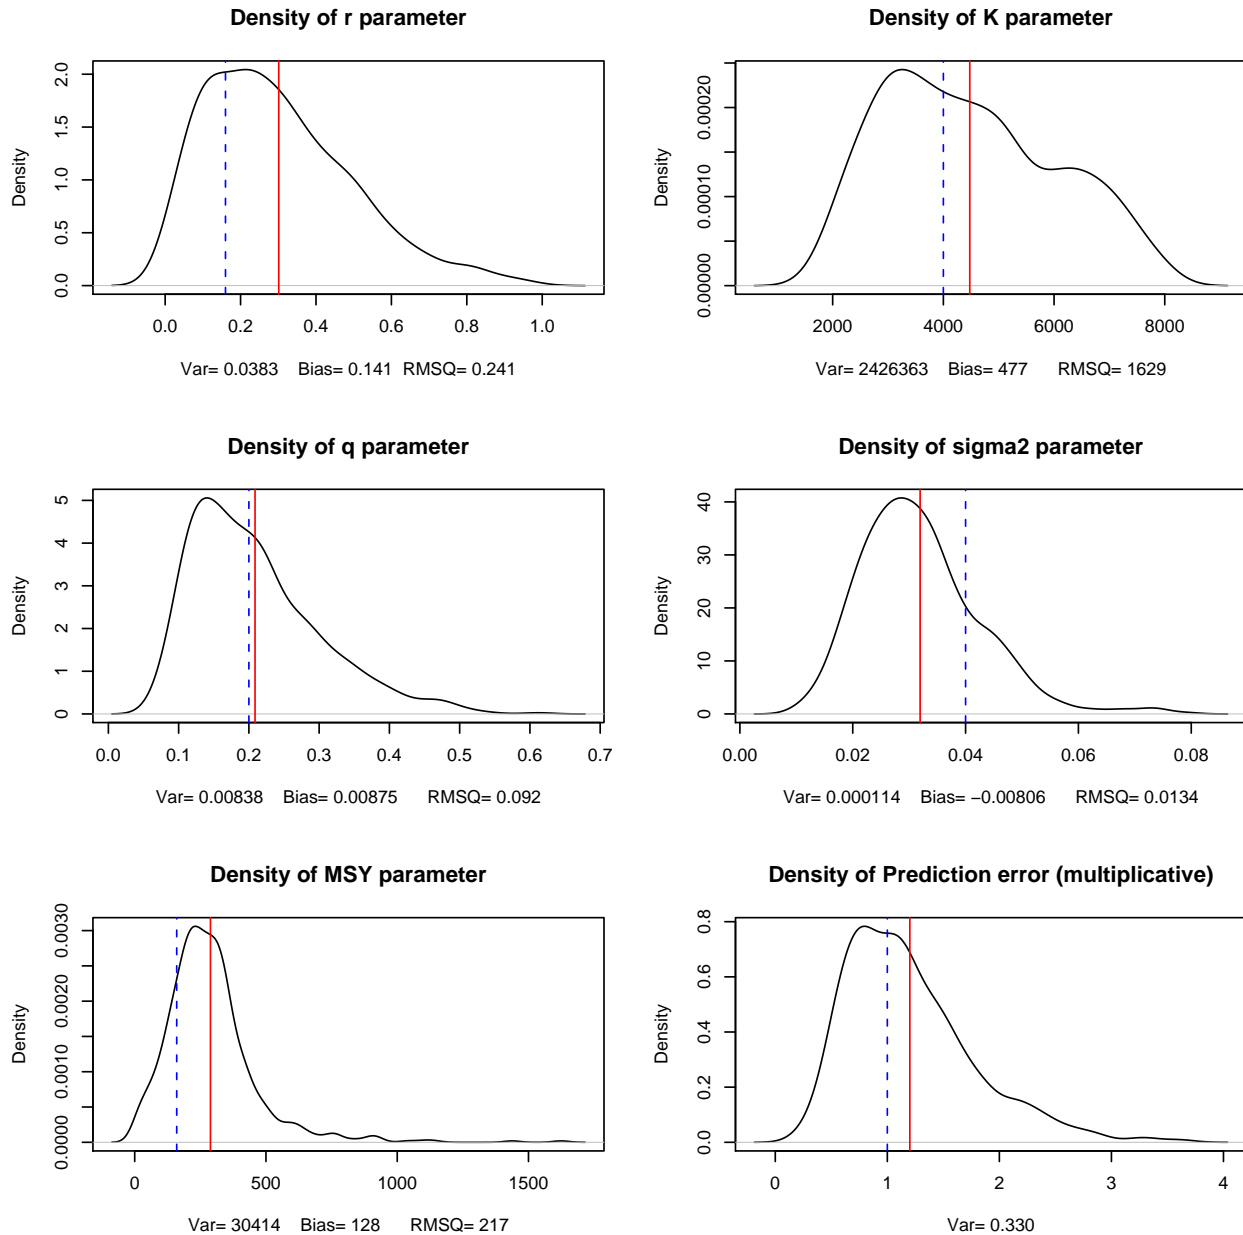 Density of r parameter
Density
0.0 0.5 1.0 1.5 2.0
0.0 0.2 0.4 0.6 0.8 1.0
Var= 0.0383 Bias= 0.141 RMSQ= 0.241
Density of K parameter
Density
0.00000 0.00010 0.00020
2000 4000 6000 8000
Var= 2426363 Bias= 477 RMSQ= 1629
Density of q parameter
Density
0 1 2 3 4 5
0.0 0.1 0.2 0.3 0.4 0.5 0.6 0.7
Var= 0.00838 Bias= 0.00875 RMSQ= 0.092
Density of sigma2 parameter
Density
0 10 20 30 40
0.00 0.02 0.04 0.06 0.08
Var= 0.000114 Bias= −0.00806 RMSQ= 0.0134
Density of MSY parameter
Density
0.0000 0.0010 0.0020 0.0030
0 500 1000 1500
Var= 30414 Bias= 128 RMSQ= 217
Density of Prediction error (multiplicative)
Density
0.0 0.2 0.4 0.6 0.8
0 1 2 3 4
Var= 0.330